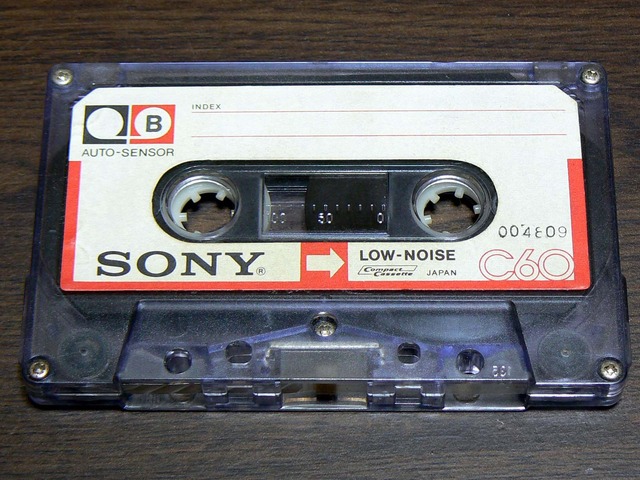 INDEX
B
AUTO-SENSOR
100 50 0
004809
SONY®
LOW-NOISE
Compact Cassette
JAPAN
C60